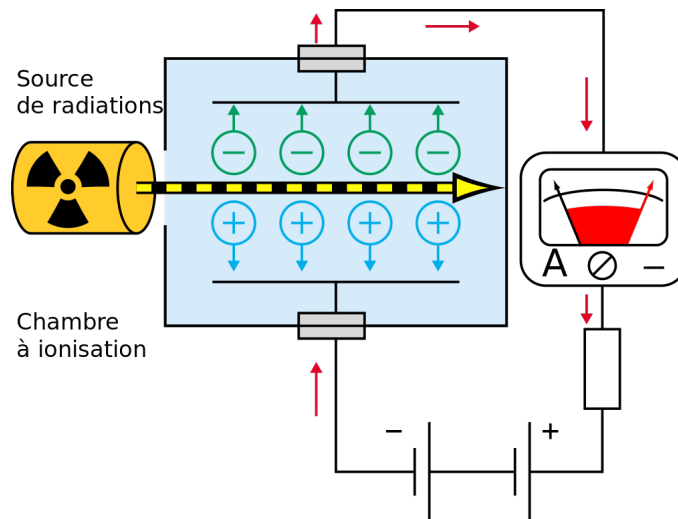 Source
de radiations
Chambre
à ionisation
A
−
− +